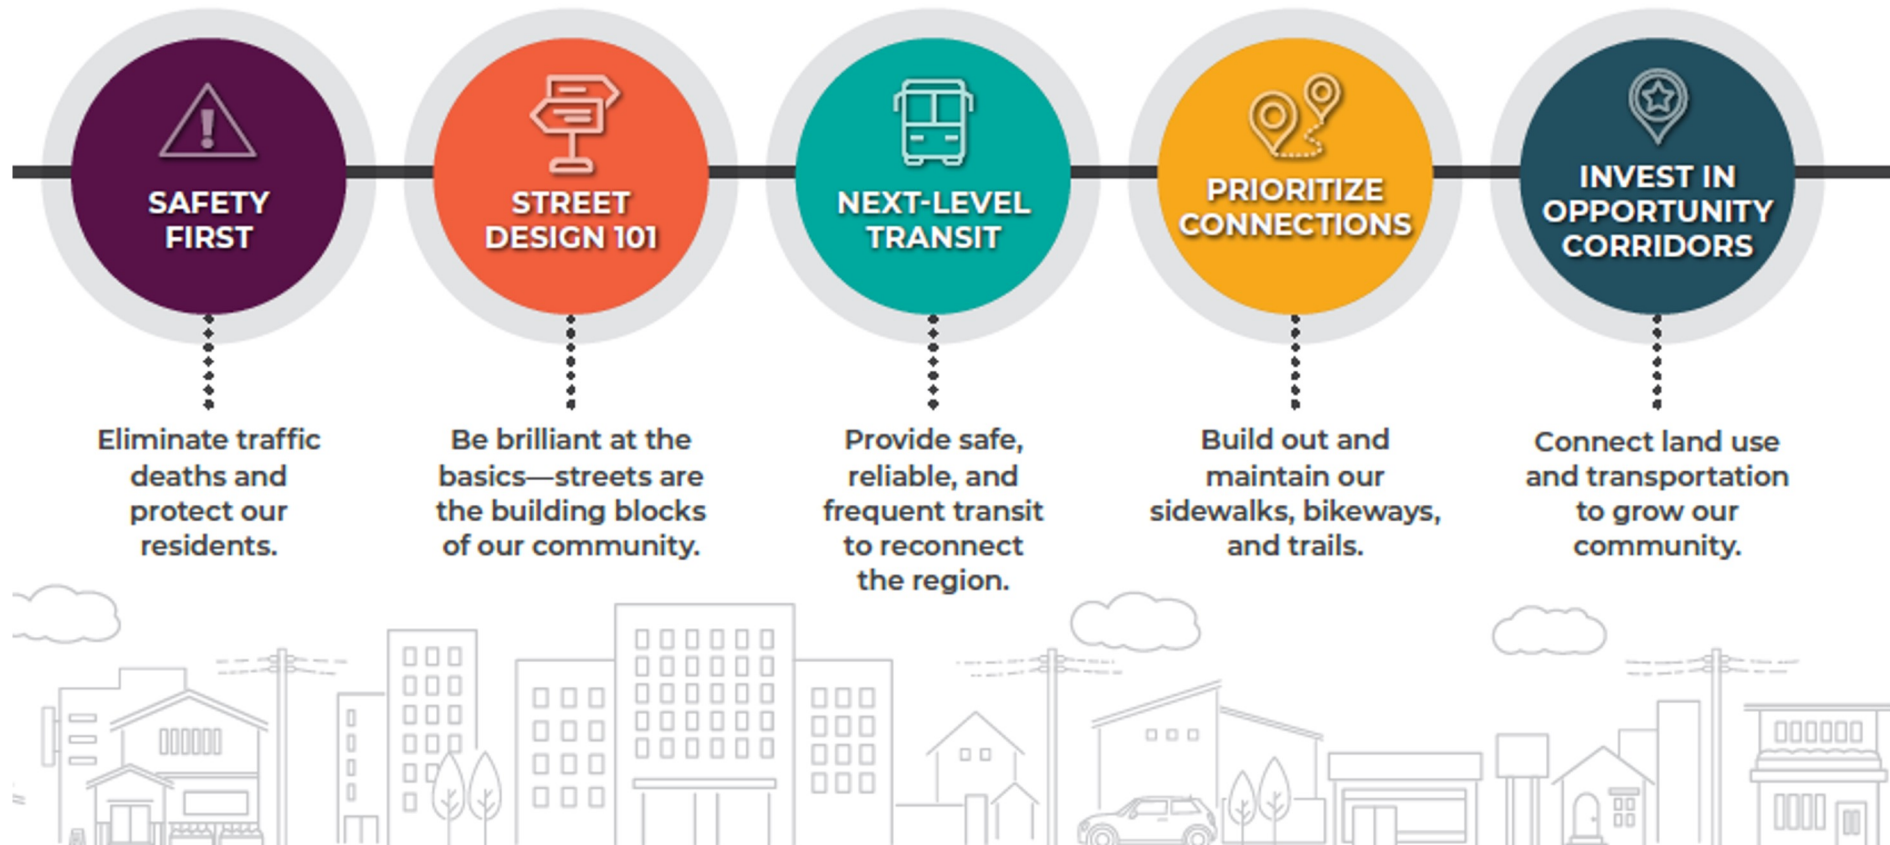 SAFETY
FIRST
Eliminate traffic
deaths and
protect our
residents.
STREET
DESIGN 101
Be brilliant at the
basics—streets are
the building blocks
of our community.
NEXT-LEVEL
TRANSIT
Provide safe,
reliable, and
frequent transit
to reconnect
the region.
PRIORITIZE
CONNECTIONS
Build out and
maintain our
sidewalks, bikeways,
and trails.
INVEST IN
OPPORTUNITY
CORRIDORS
Connect land use
and transportation
to grow our
community.